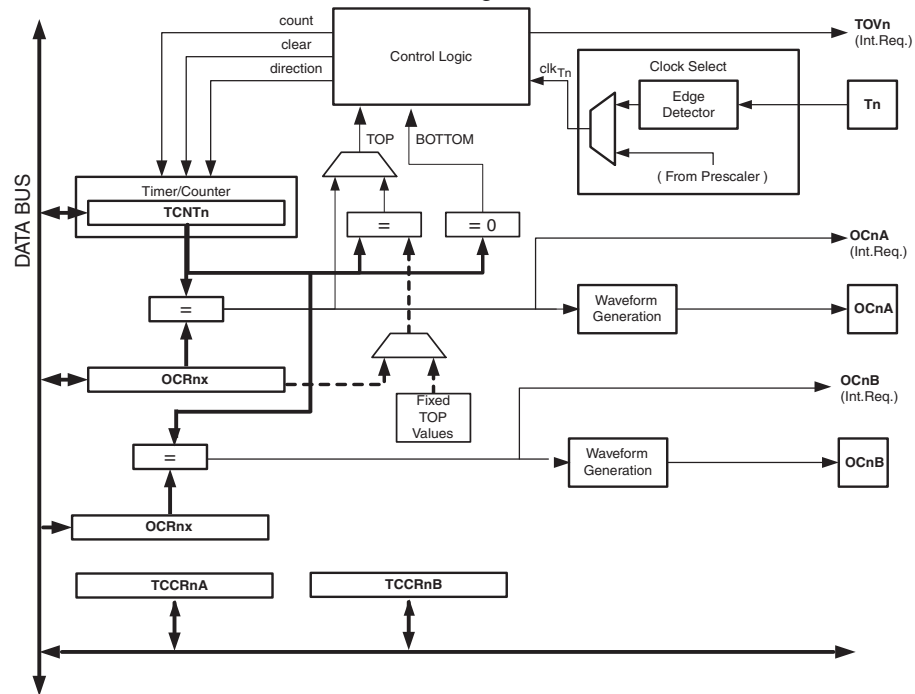 count
clear
direction
Control Logic
TOVn
(Int.Req.)
clkTn
Clock Select
Edge
Detector
Tn
( From Prescaler )
TOP
BOTTOM
DATA BUS
Timer/Counter
TCNTn
=
= 0
OCnA
(Int.Req.)
=
Waveform
Generation
OCnA
OCRnx
Fixed
TOP
Values
OCnB
(Int.Req.)
=
Waveform
Generation
OCnB
OCRnx
TCCRnA
TCCRnB